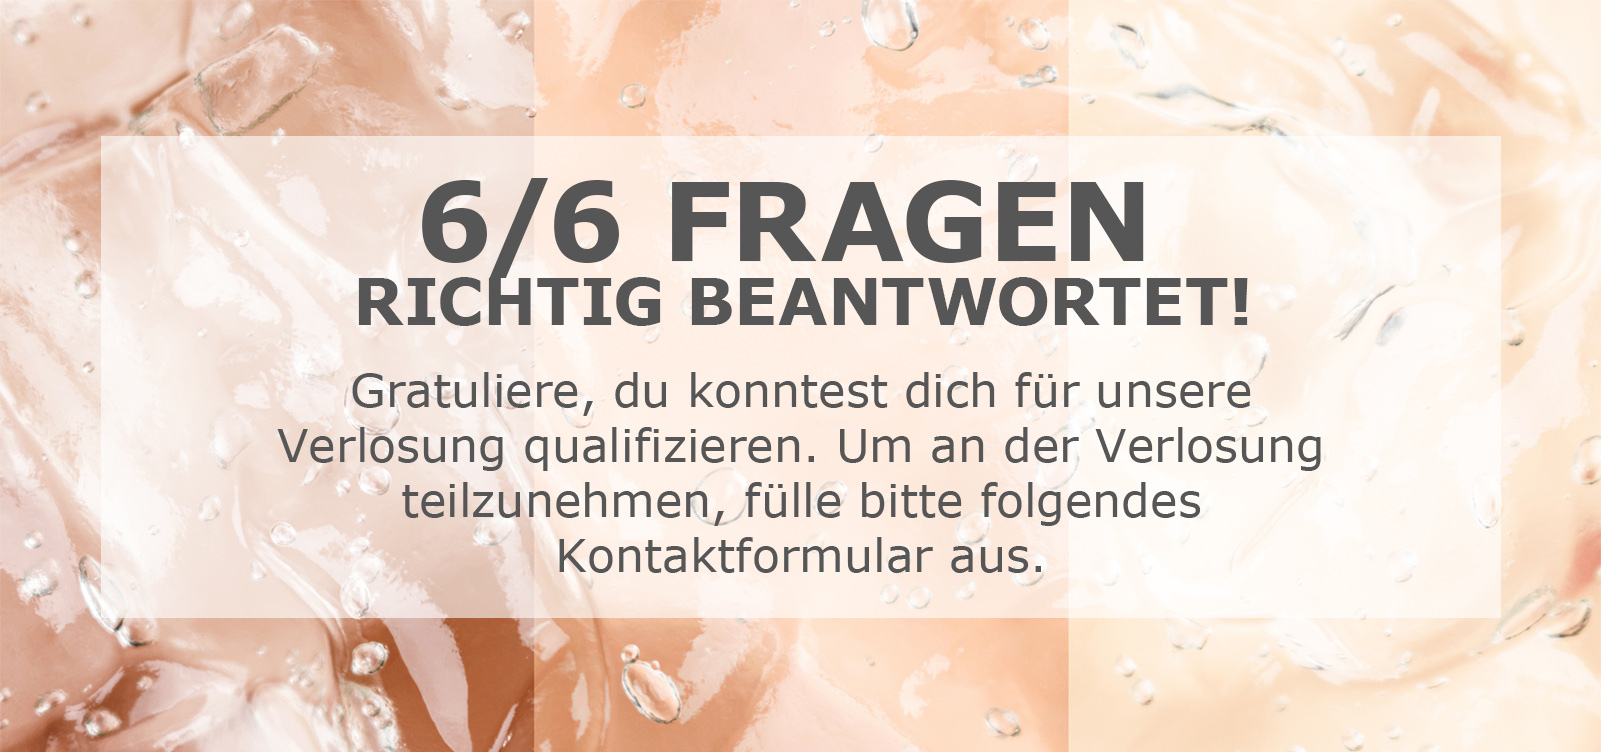 6/6 FRAGEN
RICHTIG BEANTWORTET!
Gratuliere, du konntest dich für unsere
Verlosung qualifizieren. Um an der Verlosung
teilzunehmen, fülle bitte folgendes
Kontaktformular aus.